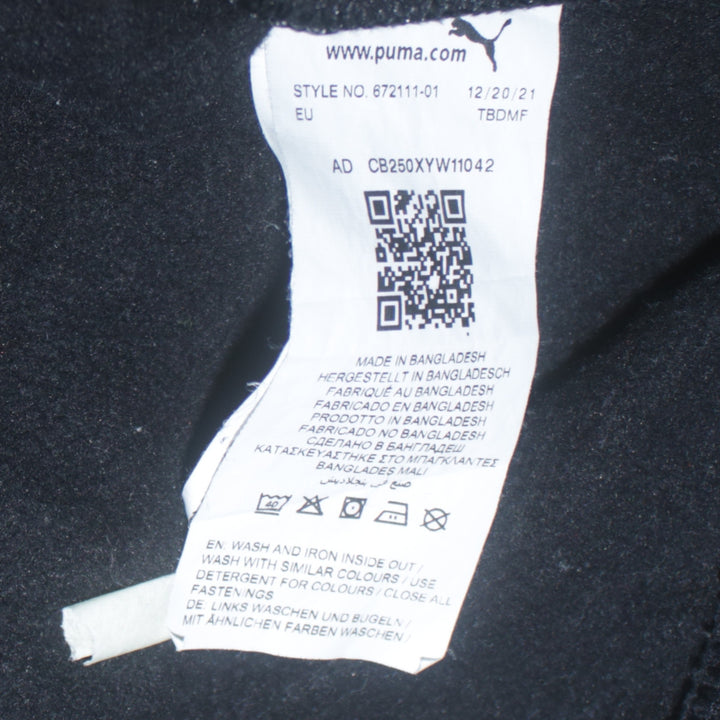 www.puma.com
STYLE NO. 672111-01 12/20/21
EU TBDMF
AD CB250XYW11042
MADE IN BANGLADESH
HERGESTELLT IN BANGLADESCH
FABRIQUÉ AU BANGLADESH
FABRICADO EN BANGLADESH
PRODOTTO IN BANGLADESH
FABRICADO NO BANGLADESH
СДЕЛАНО В БАНГЛАДЕШ
ΚΑΤΑΣΚΕΥΑΣΤΗΚΕ ΣΤΟ ΜΠΑΓΚΛΑΝΤΕΣ
BANGLADES MALI
صنع في بنجلاديش
40
EN: WASH AND IRON INSIDE OUT /
WASH WITH SIMILAR COLOURS / USE
DETERGENT FOR COLOURS / CLOSE ALL
FASTENINGS
DE: LINKS WASCHEN UND BÜGELN /
MIT ÄHNLICHEN FARBEN WASCHEN /